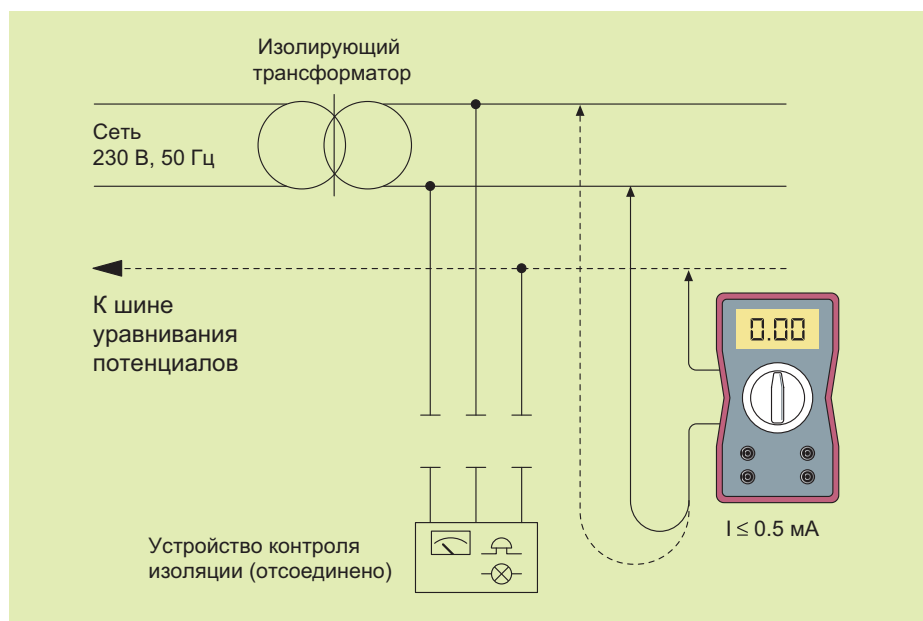 Изолирующий
трансформатор
Сеть
230 В, 50 Гц
К шине
уравнивания
потенциалов
0.00
I ≤ 0.5 мА
Устройство контроля
изоляции (отсоединено)